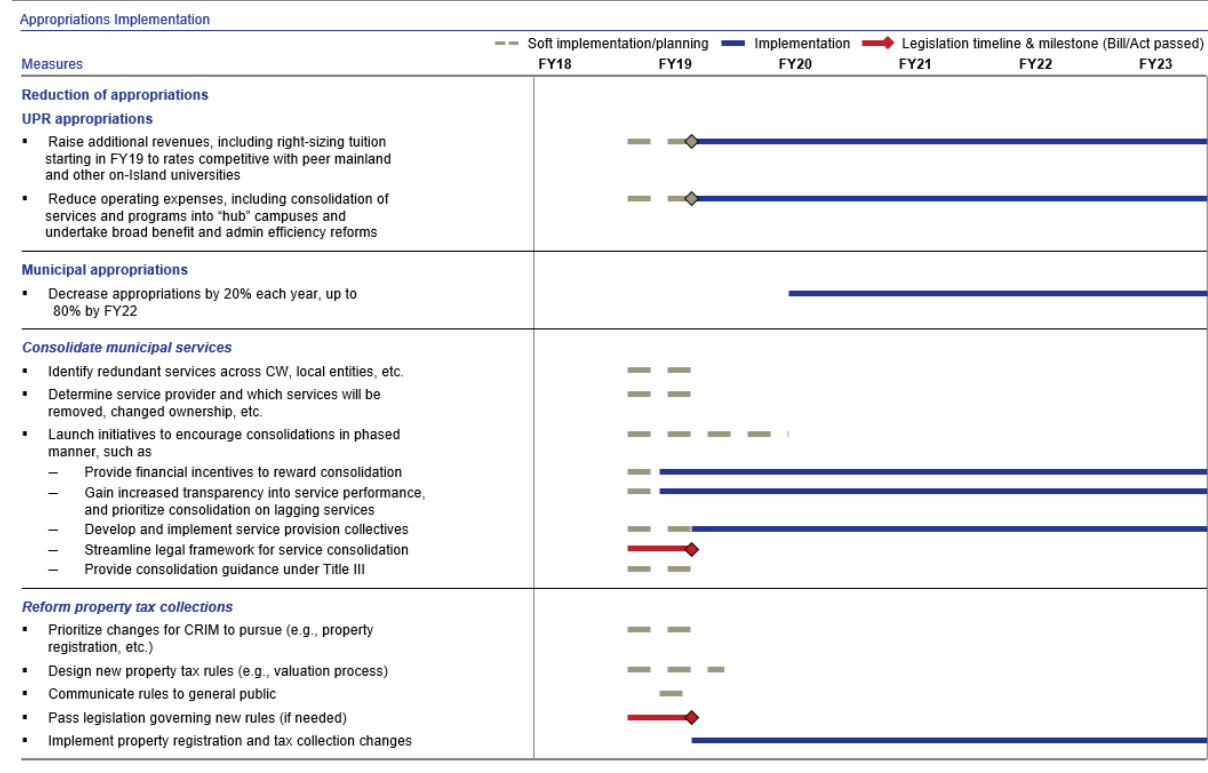 Appropriations Implementation
Soft implementation/planning Implementation Legislation timeline & milestone (Bill/Act passed)
Measures FY18 FY19 FY20 FY21 FY22 FY23
Reduction of appropriations
UPR appropriations
▪ Raise additional revenues, including right-sizing tuition
starting in FY19 to rates competitive with peer mainland
and other on-Island universities
▪ Reduce operating expenses, including consolidation of
services and programs into “hub” campuses and
undertake broad benefit and admin efficiency reforms
Municipal appropriations
▪ Decrease appropriations by 20% each year, up to
80% by FY22
Consolidate municipal services
▪ Identify redundant services across CW, local entities, etc.
▪ Determine service provider and which services will be
removed, changed ownership, etc.
▪ Launch initiatives to encourage consolidations in phased
manner, such as
– Provide financial incentives to reward consolidation
– Gain increased transparency into service performance,
and prioritize consolidation on lagging services
– Develop and implement service provision collectives
– Streamline legal framework for service consolidation
– Provide consolidation guidance under Title III
Reform property tax collections
▪ Prioritize changes for CRIM to pursue (e.g., property
registration, etc.)
▪ Design new property tax rules (e.g., valuation process)
▪ Communicate rules to general public
▪ Pass legislation governing new rules (if needed)
▪ Implement property registration and tax collection changes